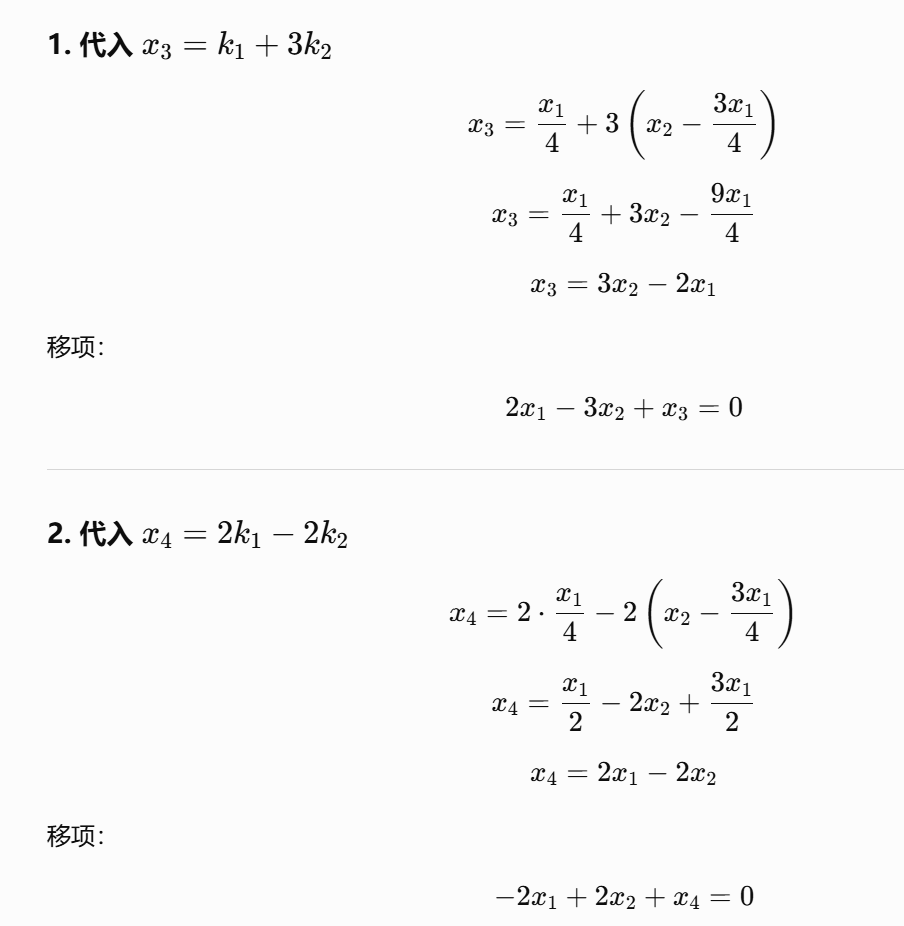 1. 代入 $x_3 = k_1 + 3k_2$
$x_3 = \frac{x_1}{4} + 3\left(x_2 - \frac{3x_1}{4}\right)$
$x_3 = \frac{x_1}{4} + 3x_2 - \frac{9x_1}{4}$
$x_3 = 3x_2 - 2x_1$
移项：
$2x_1 - 3x_2 + x_3 = 0$
2. 代入 $x_4 = 2k_1 - 2k_2$
$x_4 = 2 \cdot \frac{x_1}{4} - 2\left(x_2 - \frac{3x_1}{4}\right)$
$x_4 = \frac{x_1}{2} - 2x_2 + \frac{3x_1}{2}$
$x_4 = 2x_1 - 2x_2$
移项：
$-2x_1 + 2x_2 + x_4 = 0$